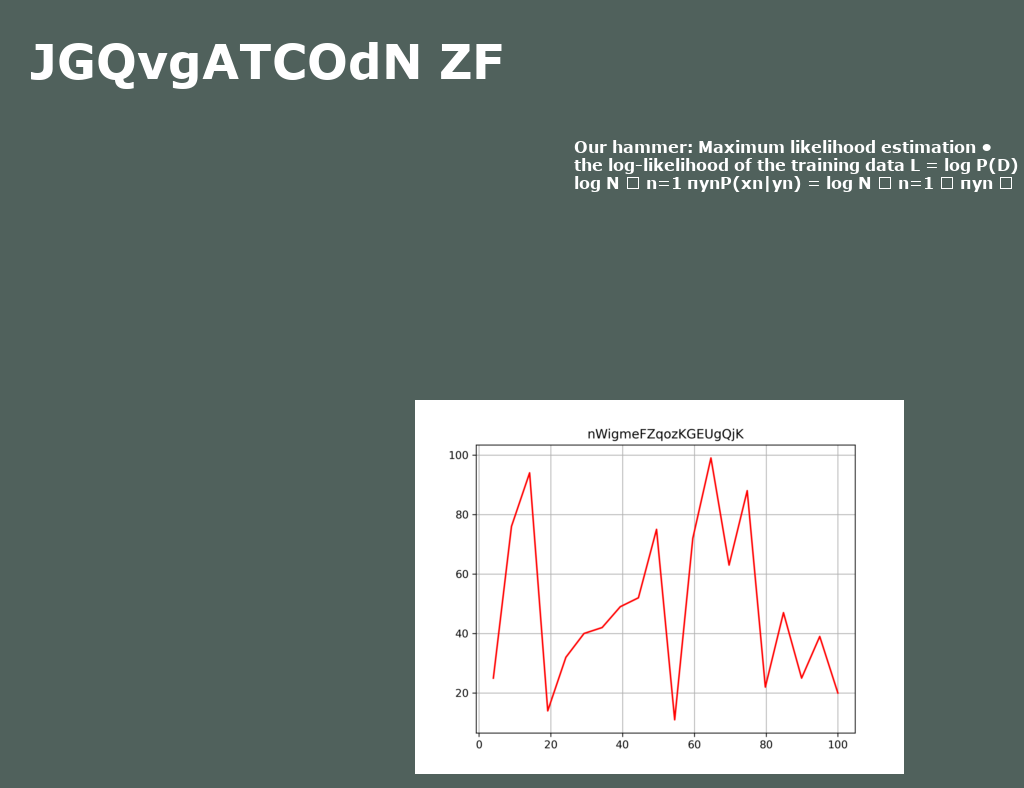 JGQvgATCOdN ZF
Our hammer: Maximum likelihood estimation •
the log-likelihood of the training data L = log P(D)
log N □ n=1 πynP(xn|yn) = log N □ n=1 □ πyn □
nWigmeFZqozKGEUgQjK
100
80
60
40
20
0 20 40 60 80 100